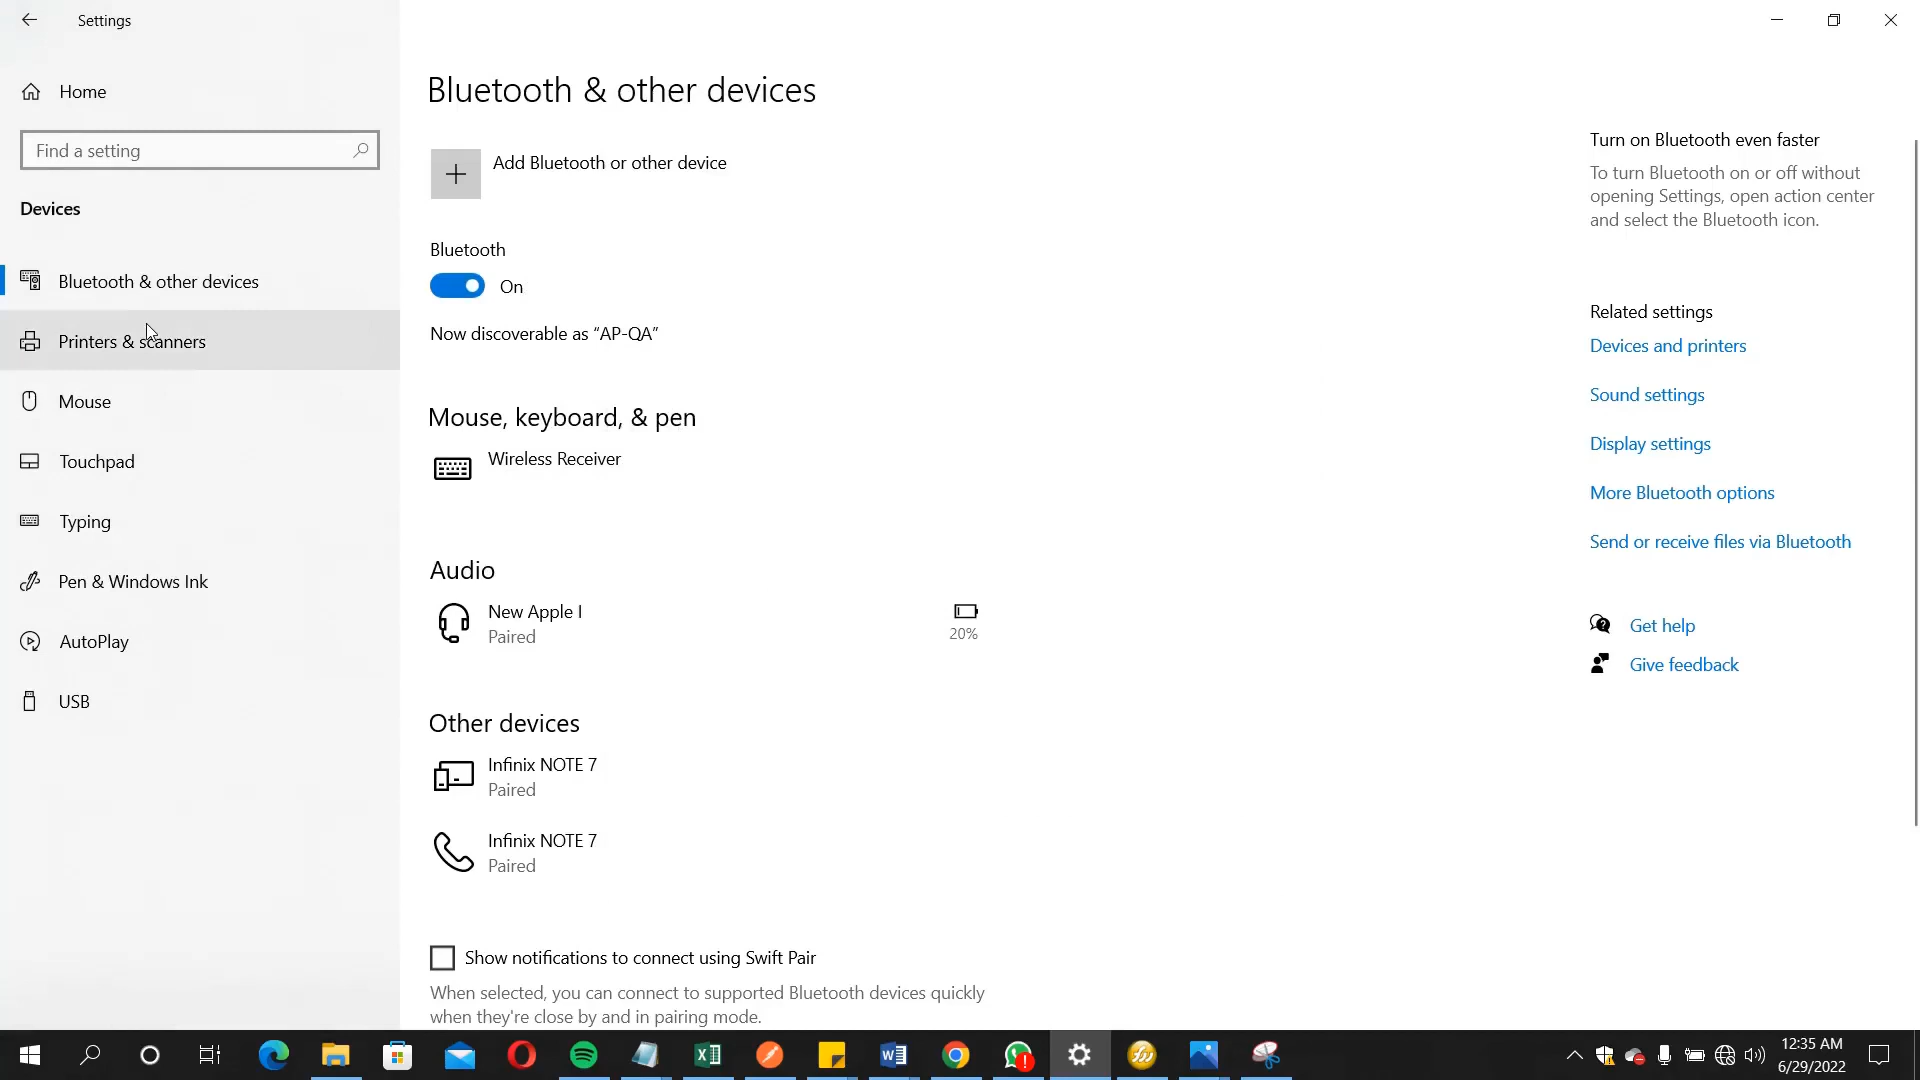 Settings
Home
Find a setting
Devices
Bluetooth & other devices
Printers & scanners
Mouse
Touchpad
Typing
Pen & Windows Ink
AutoPlay
USB
Bluetooth & other devices
Add Bluetooth or other device
Bluetooth
On
Now discoverable as “AP-QA”
Mouse, keyboard, & pen
Wireless Receiver
Audio
New Apple I
Paired
20%
Other devices
Infinix NOTE 7
Paired
Infinix NOTE 7
Paired
Show notifications to connect using Swift Pair
When selected, you can connect to supported Bluetooth devices quickly
when they're close by and in pairing mode.
Turn on Bluetooth even faster
To turn Bluetooth on or off without
opening Settings, open action center
and select the Bluetooth icon.
Related settings
Devices and printers
Sound settings
Display settings
More Bluetooth options
Send or receive files via Bluetooth
Get help
Give feedback
12:35 AM
6/29/2022